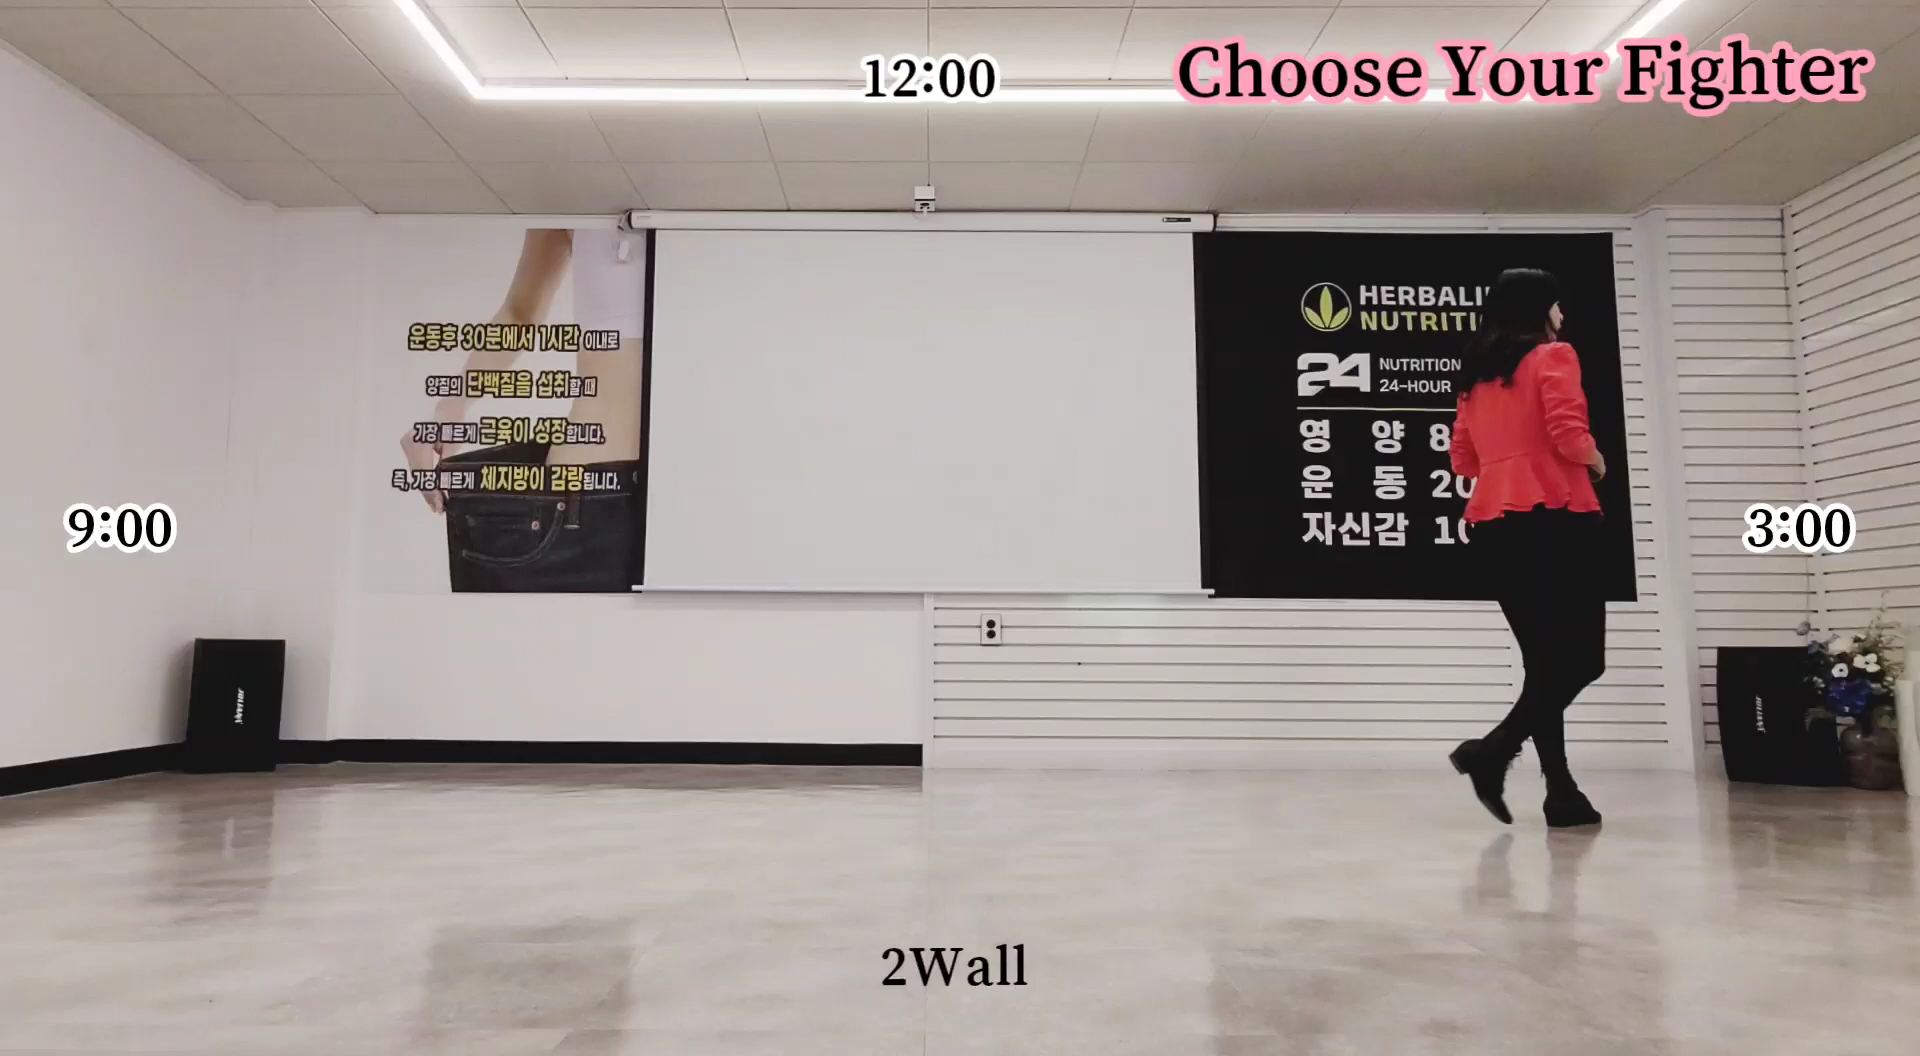 12:00
Choose Your Fighter
운동후 30분에서 1시간 이내로
양질의 단백질을 섭취할 때
가장 빠르게 근육이 성장합니다.
즉, 가장 빠르게 체지방이 감량됩니다.
HERBALI
NUTRITI
24 NUTRITION
24-HOUR
영 양 8
운 동 20
자신감 10
9:00
3:00
2Wall